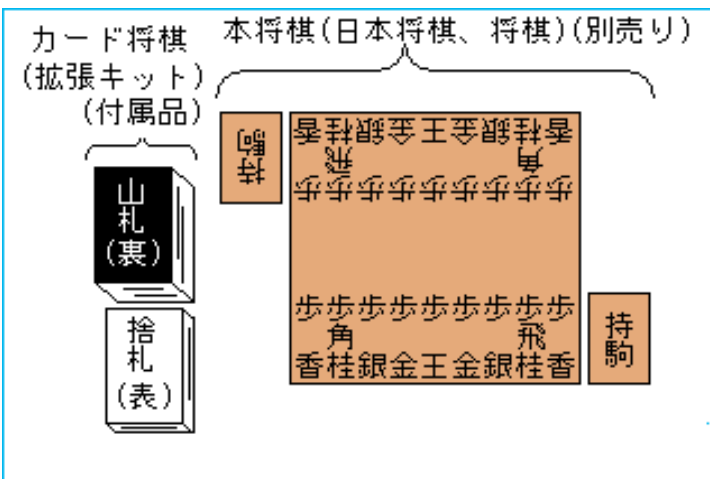 カード将棋
(拡張キット)
(付属品)
本将棋(日本将棋、将棋)(別売り)
山札
(裏)
捨札
(表)
持駒
香桂銀金王金銀桂香
飛角
歩歩歩歩歩歩歩歩歩
歩歩歩歩歩歩歩歩歩
角飛
香桂銀金王金銀桂香
持駒